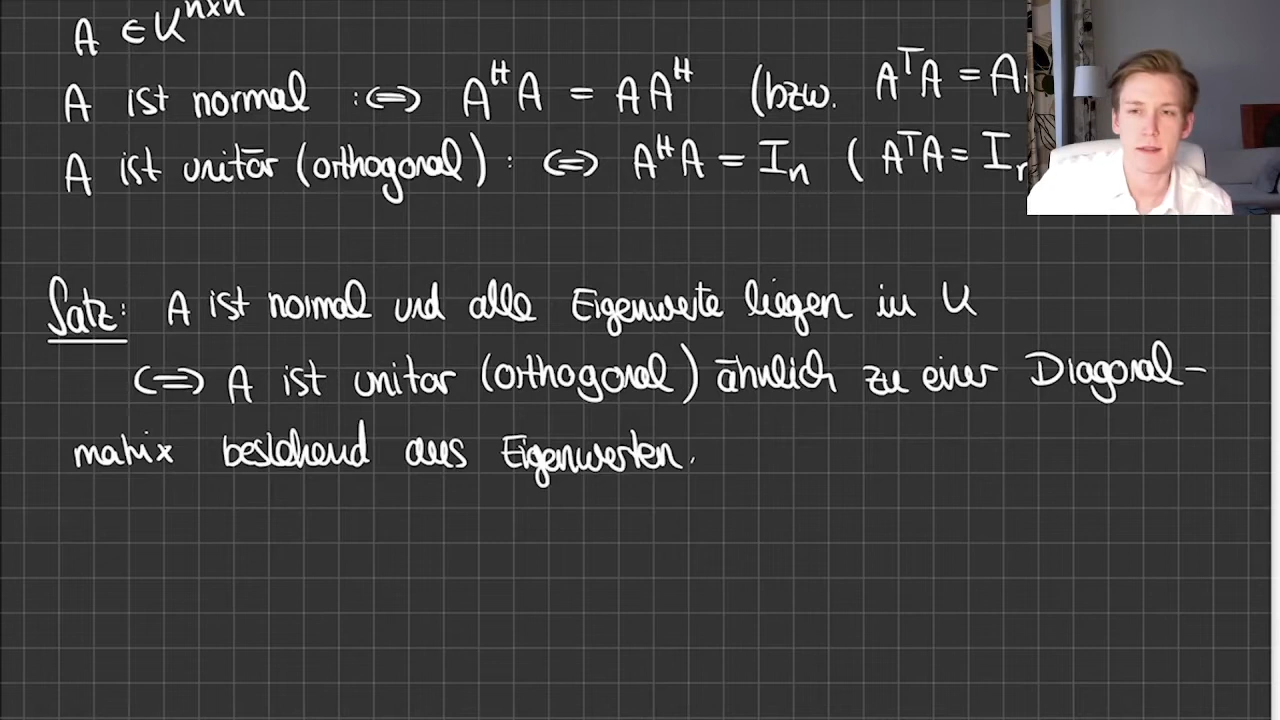 A ∈ K^{n×n}
A ist normal :⟺ A^H A = A A^H (bzw. A^T A = A
A ist unitär (orthogonal) : ⟺ A^H A = I_n ( A^T A = I
Satz: A ist normal und alle Eigenwerte liegen in K
⟺ A ist unitär (orthogonal) ähnlich zu einer Diagonal-
matrix bestehend aus Eigenwerten.